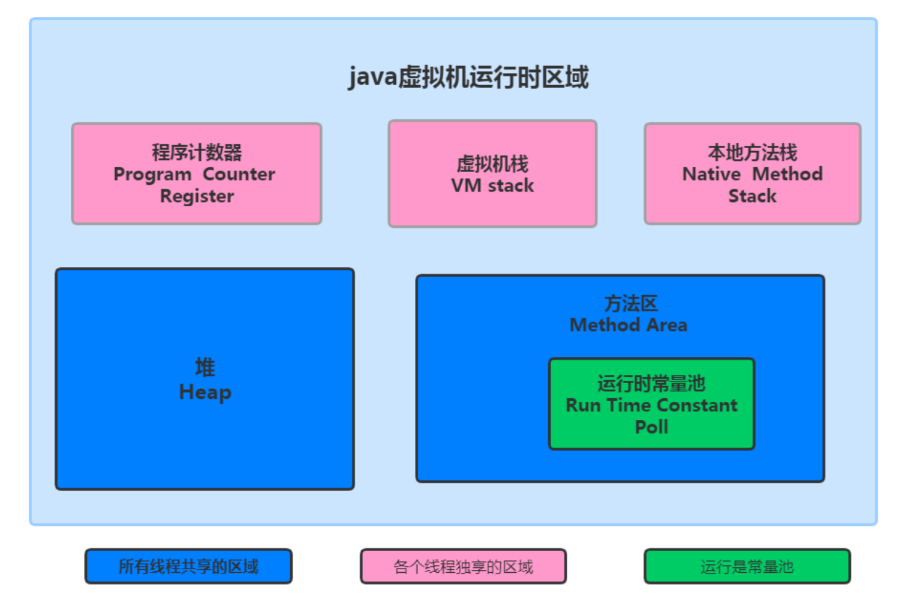 java虚拟机运行时区域
程序计数器
Program Counter
Register
虚拟机栈
VM stack
本地方法栈
Native Method
Stack
堆
Heap
方法区
Method Area
运行时常量池
Run Time Constant
Poll
所有线程共享的区域
各个线程独享的区域
运行是常量池